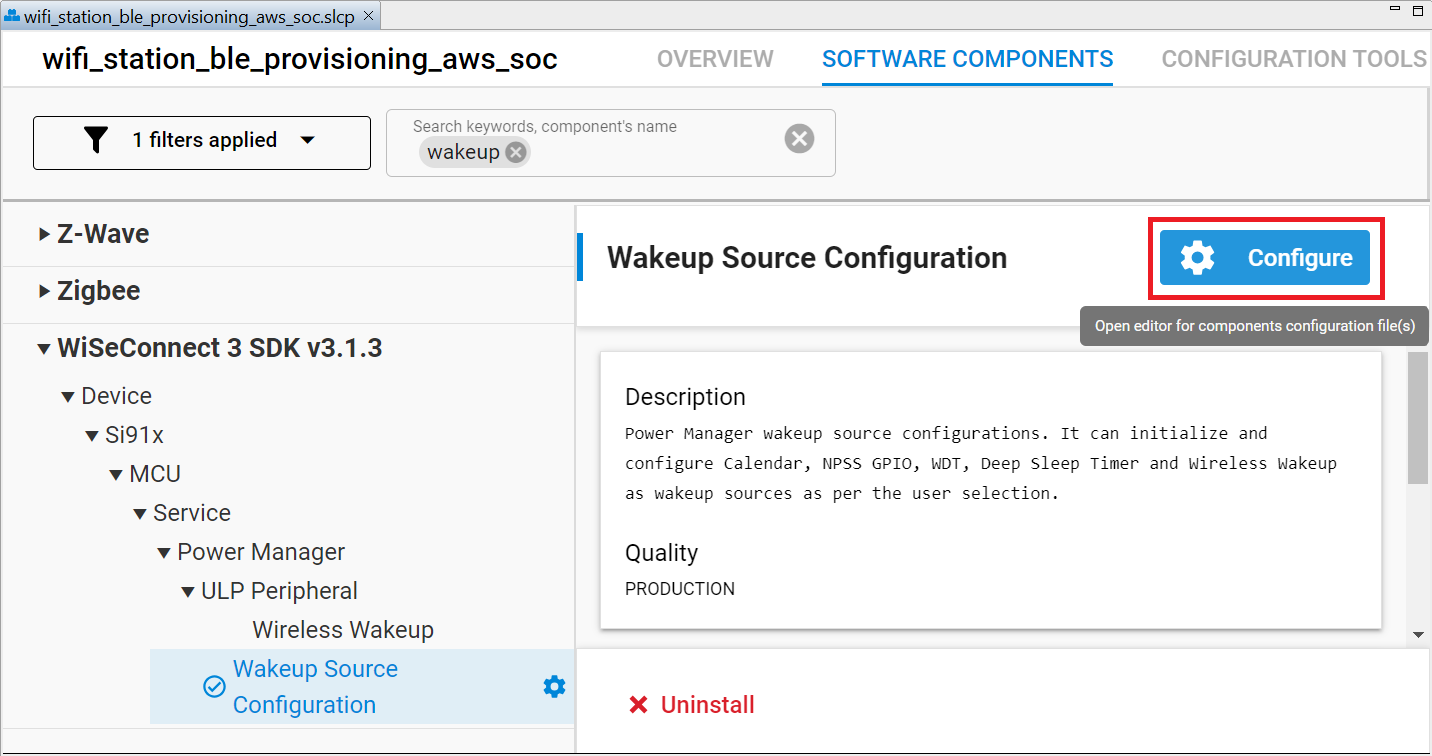 wifi_station_ble_provisioning_aws_soc.slcp
wifi_station_ble_provisioning_aws_soc
OVERVIEW
SOFTWARE COMPONENTS
CONFIGURATION TOOLS
1 filters applied
Search keywords, component's name
wakeup
Z-Wave
Zigbee
WiSeConnect 3 SDK v3.1.3
Device
Si91x
MCU
Service
Power Manager
ULP Peripheral
Wireless Wakeup
Wakeup Source
Configuration
Wakeup Source Configuration
Configure
Open editor for components configuration file(s)
Description
Power Manager wakeup source configurations. It can initialize and
configure Calendar, NPSS GPIO, WDT, Deep Sleep Timer and Wireless Wakeup
as wakeup sources as per the user selection.
Quality
PRODUCTION
Uninstall